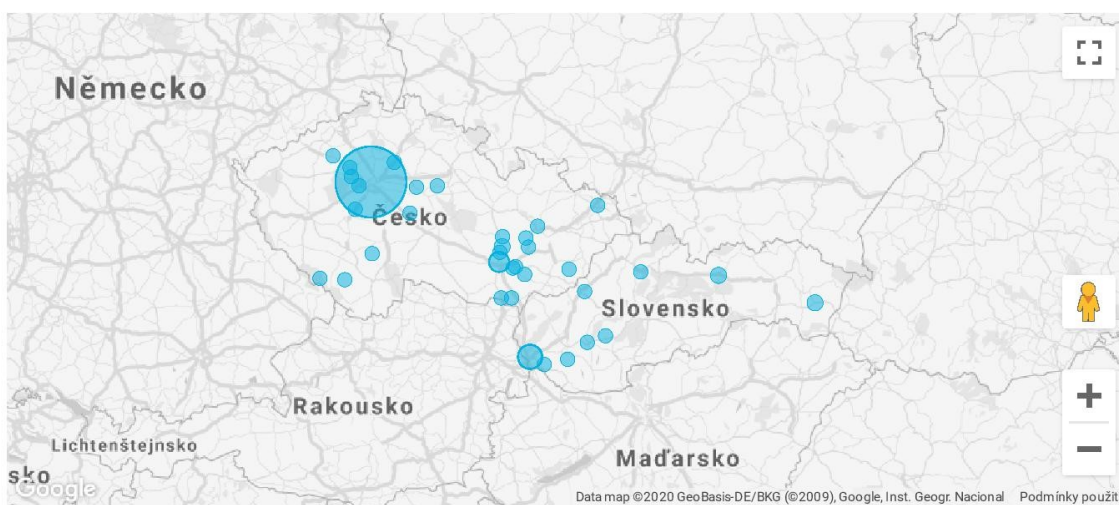 Německo
Česko
Slovensko
Rakousko
Lichtenštejnsko
Maďarsko
sko
Google
Data map ©2020 GeoBasis-DE/BKG (©2009), Google, Inst. Geogr. Nacional Podmínky použit